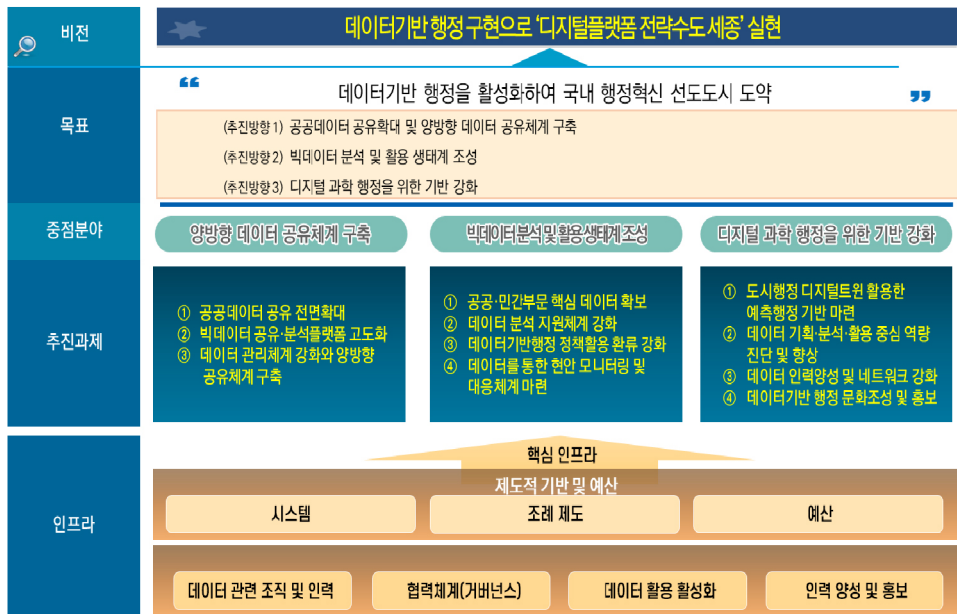 비전
데이터기반 행정 구현으로 ‘디지털플랫폼 전략수도 세종’ 실현
목표
“ 데이터기반 행정을 활성화하여 국내 행정혁신 선도도시 도약 ”
(추진방향 1) 공공데이터 공유확대 및 양방향 데이터 공유체계 구축
(추진방향 2) 빅데이터 분석 및 활용 생태계 조성
(추진방향 3) 디지털 과학 행정을 위한 기반 강화
중점분야
양방향 데이터 공유체계 구축
빅데이터 분석 및 활용 생태계 조성
디지털 과학 행정을 위한 기반 강화
추진과제
① 공공데이터 공유 전면확대
② 빅데이터 공유·분석플랫폼 고도화
③ 데이터 관리체계 강화와 양방향
공유체계 구축
① 공공·민간부문 핵심 데이터 확보
② 데이터 분석 지원체계 강화
③ 데이터기반행정 정책활용 환류 강화
④ 데이터를 통한 현안 모니터링 및
대응체계 마련
① 도시행정 디지털트윈 활용한
예측행정 기반 마련
② 데이터 기획·분석·활용 중심 역량
진단 및 향상
③ 데이터 인력양성 및 네트워크 강화
④ 데이터기반 행정 문화조성 및 홍보
인프라
핵심 인프라
제도적 기반 및 예산
시스템
조례 제도
예산
데이터 관련 조직 및 인력
협력체계(거버넌스)
데이터 활용 활성화
인력 양성 및 홍보